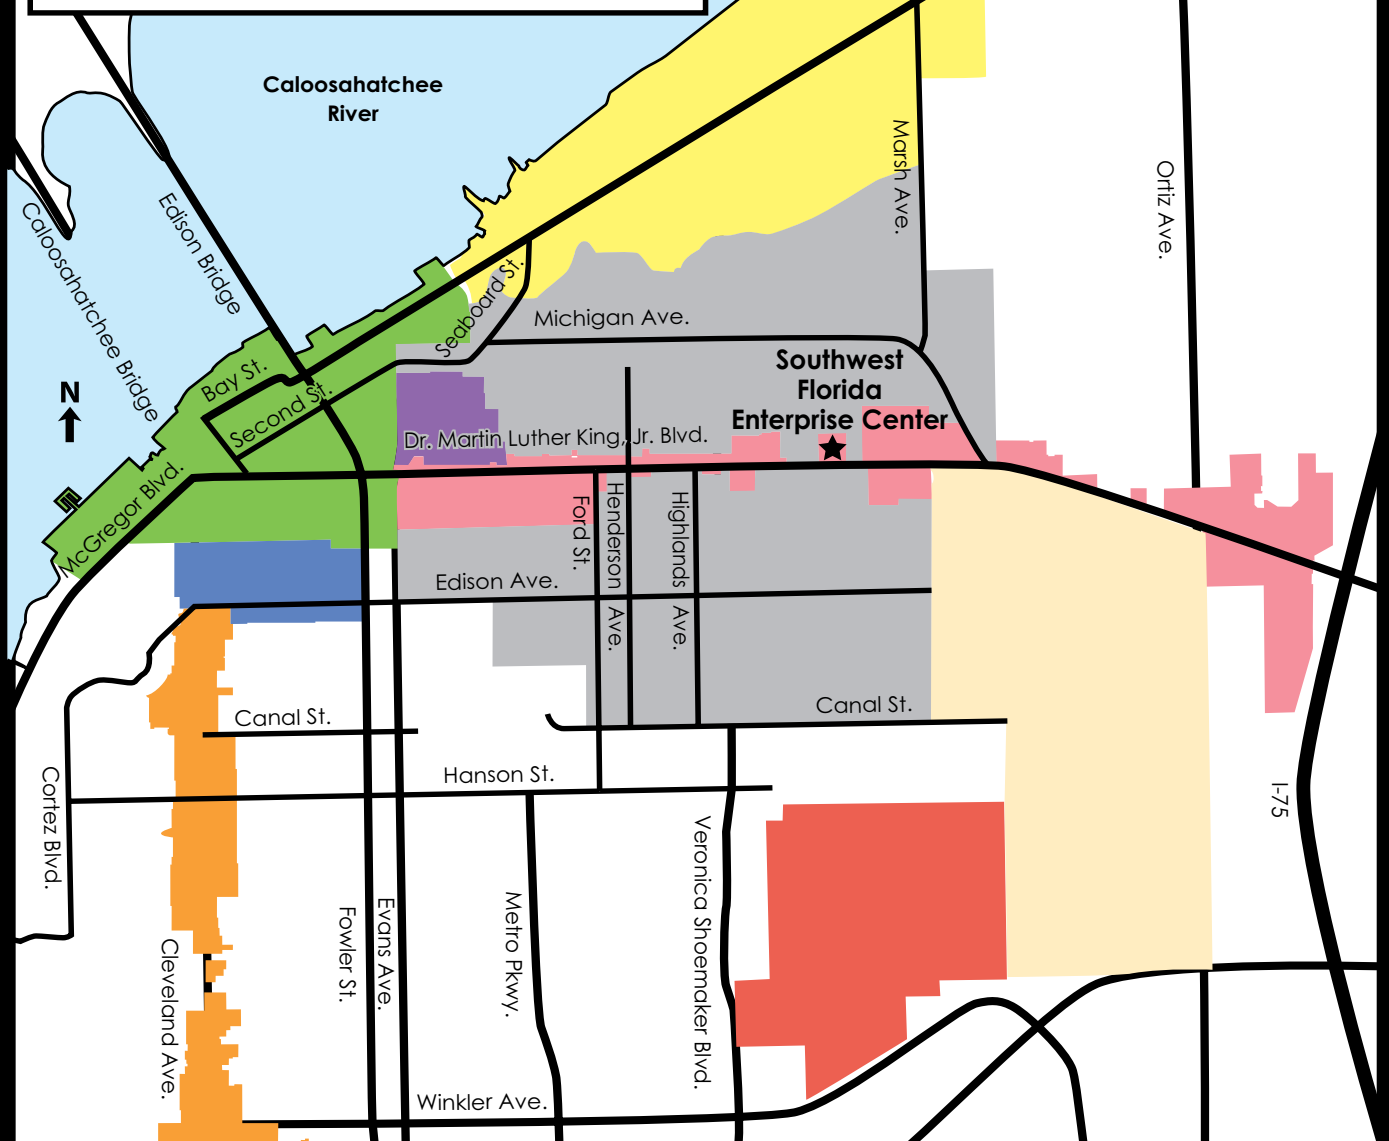 Caloosahatchee
River
Marsh Ave.
Ortiz Ave.
Edison Bridge
Caloosahatchee Bridge
Seaboard St.
Michigan Ave.
Southwest
Florida
Enterprise Center
Bay St.
Second St.
N
Dr. Martin Luther King, Jr. Blvd.
McGregor Blvd.
Ford St.
Henderson Ave.
Highlands Ave.
Edison Ave.
Canal St.
Canal St.
Hanson St.
Cortez Blvd.
I-75
Veronica Shoemaker Blvd.
Metro Pkwy.
Evans Ave.
Fowler St.
Cleveland Ave.
Winkler Ave.